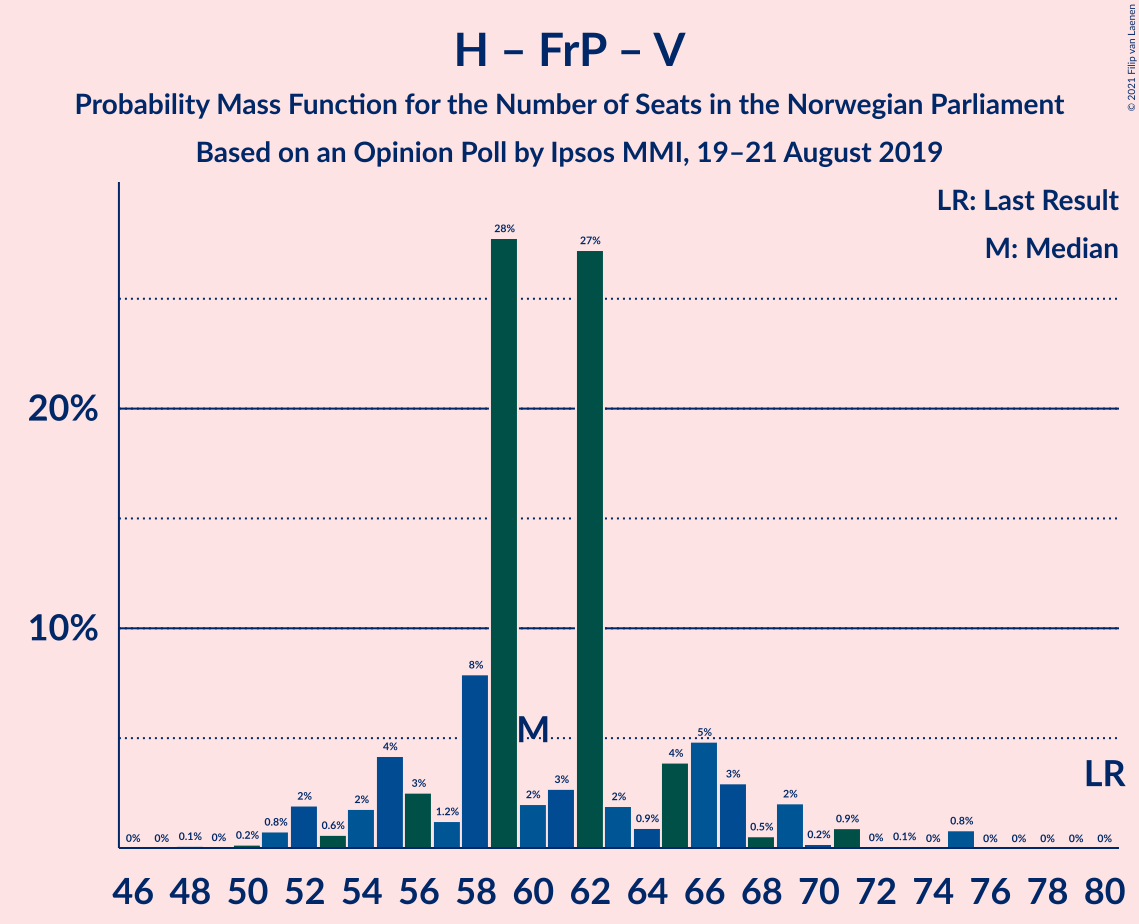 H – FrP – V
Probability Mass Function for the Number of Seats in the Norwegian Parliament
Based on an Opinion Poll by Ipsos MMI, 19–21 August 2019
© 2021 Filip van Laenen
LR: Last Result
M: Median
20%
10%
0% 0% 0.1% 0% 0.2% 0.8% 2% 0.6% 2% 4% 3% 1.2% 8% 28% 2% 3% 27% 2% 0.9% 4% 5% 3% 0.5% 2% 0.2% 0.9% 0% 0.1% 0% 0.8% 0% 0% 0% 0% 0%
M
LR
46 48 50 52 54 56 58 60 62 64 66 68 70 72 74 76 78 80